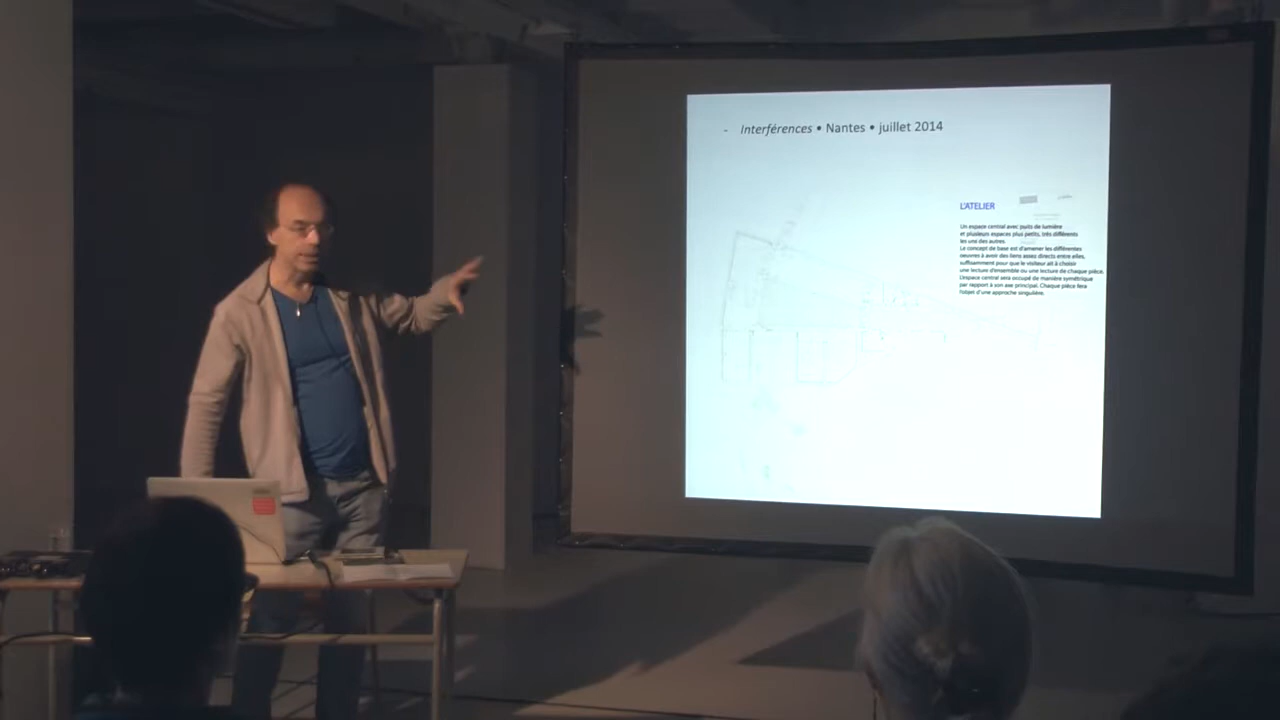 - Interférences • Nantes • juillet 2014
L'ATELIER
Un espace central avec puits de lumière
et plusieurs espaces plus petits, très différents
les uns des autres.
Le concept de base est d'amener les différentes
oeuvres à avoir des liens assez directs entre elles,
suffisamment pour que le visiteur ait à choisir
une lecture d'ensemble ou une lecture de chaque pièce.
L'espace central sera occupé de manière symétrique
par rapport à son axe principal. Chaque pièce fera
l'objet d'une approche singulière.